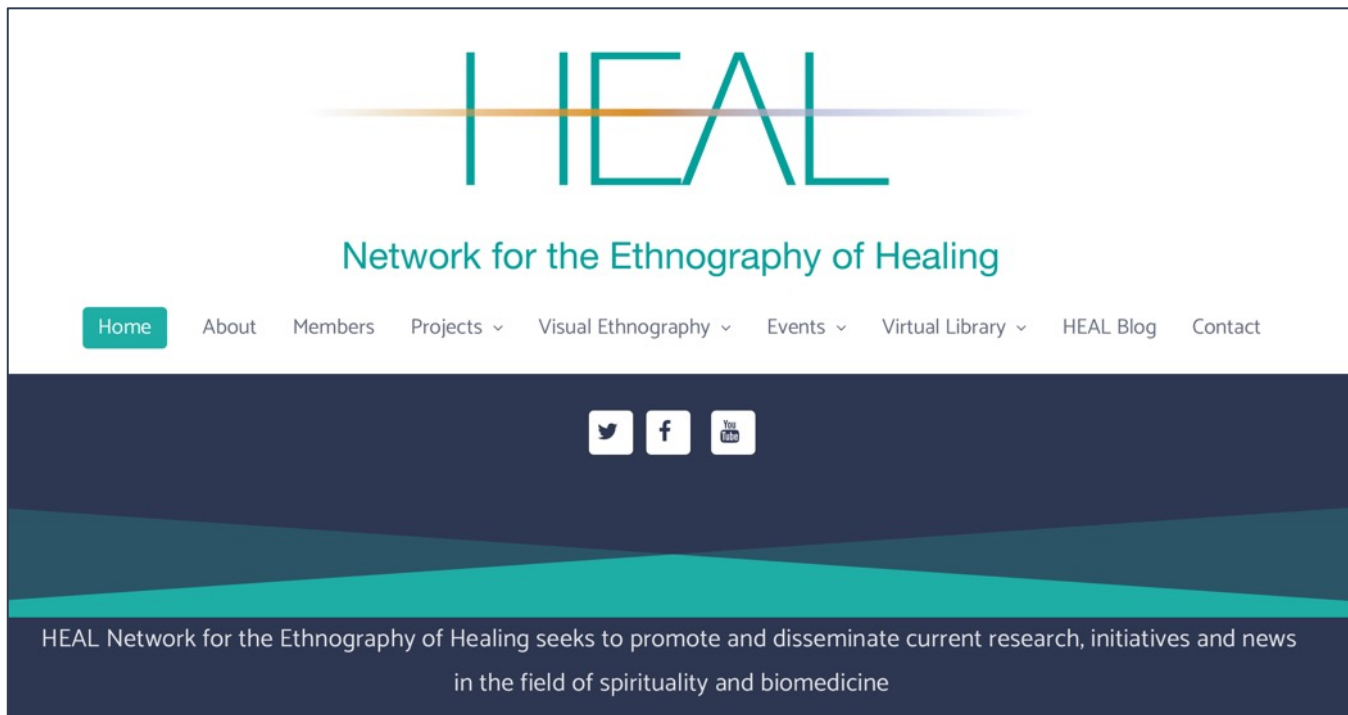 HEAL
Network for the Ethnography of Healing
Home About Members Projects Visual Ethnography Events Virtual Library HEAL Blog Contact
You Tube
HEAL Network for the Ethnography of Healing seeks to promote and disseminate current research, initiatives and news
in the field of spirituality and biomedicine